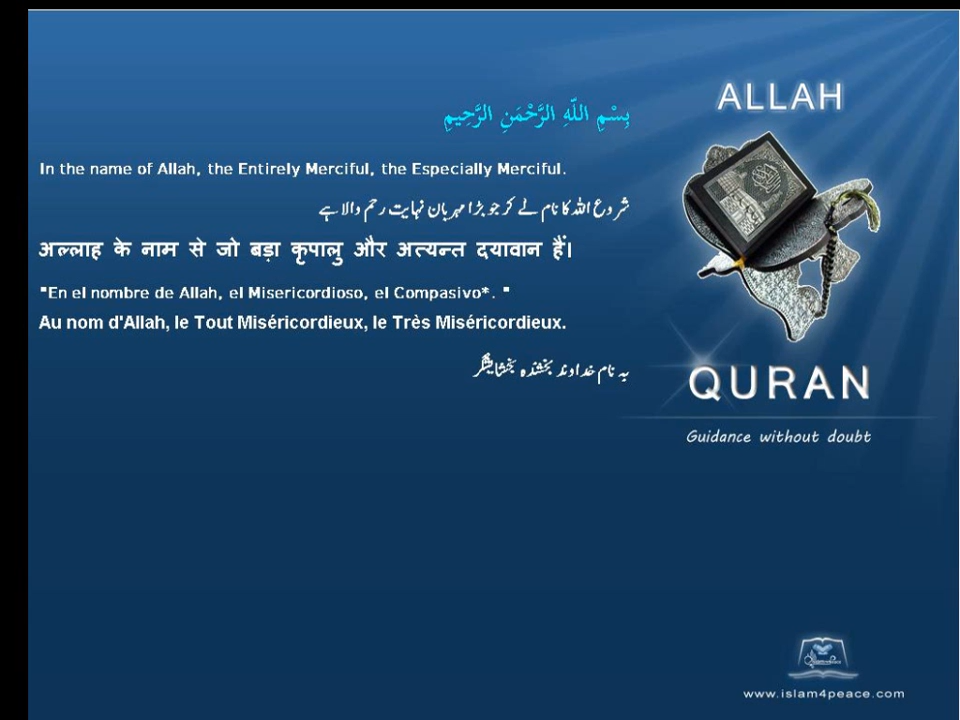 بِسْمِ اللَّهِ الرَّحْمَنِ الرَّحِيمِ
In the name of Allah, the Entirely Merciful, the Especially Merciful.
شروع الله کا نام لے کر جو بڑا مہربان نہایت رحم والا ہے
अल्लाह के नाम से जो बड़ा कृपालु और अत्यन्त दयावान हैं।
"En el nombre de Allah, el Misericordioso, el Compasivo*. "
Au nom d'Allah, le Tout Miséricordieux, le Très Miséricordieux.
به نام خداوند بخشنده بخشایشگر
ALLAH
QURAN
Guidance without doubt
www.islam4peace.com